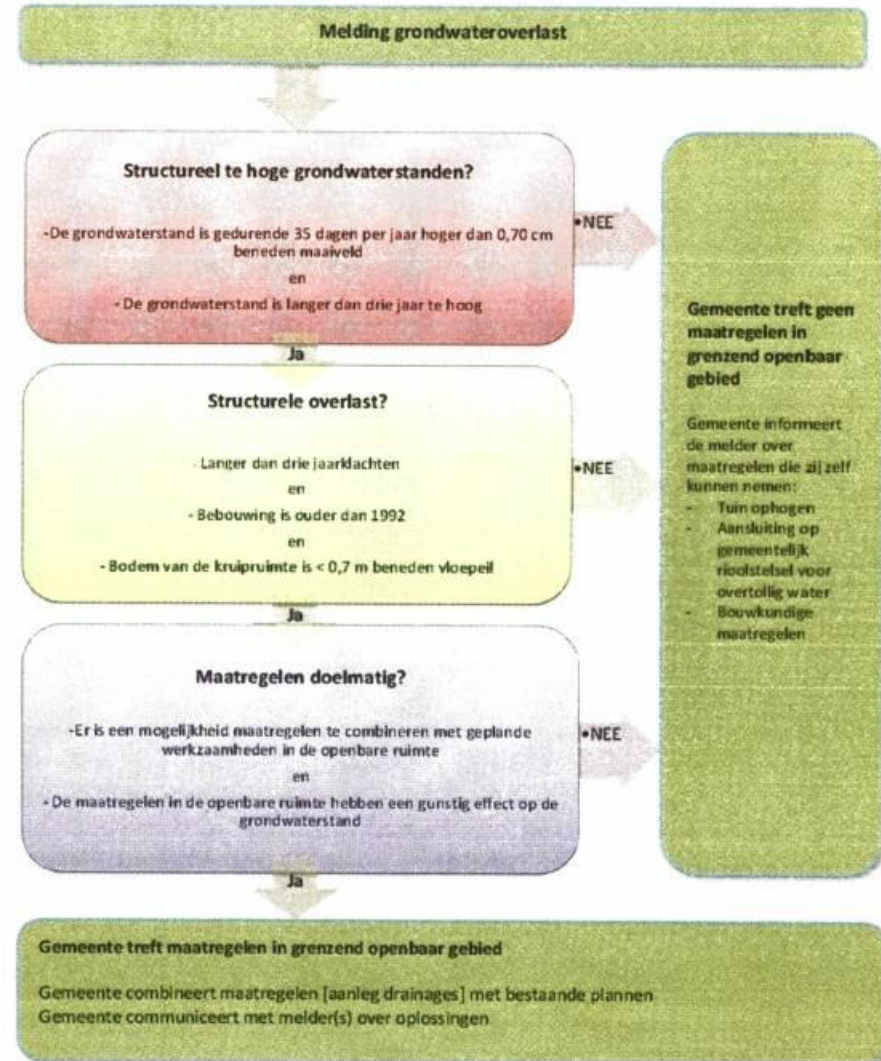 Melding grondwateroverlast
Structureel te hoge grondwaterstanden?
-De grondwaterstand is gedurende 35 dagen per jaar hoger dan 0,70 cm
beneden maaiveld
en
- De grondwaterstand is langer dan drie jaar te hoog
•NEE
Ja
Structurele overlast?
- Langer dan drie jaarklachten
en
- Bebouwing is ouder dan 1992
en
- Bodem van de kruipruimte is < 0,7 m beneden vloepeil
•NEE
Ja
Maatregelen doelmatig?
-Er is een mogelijkheid maatregelen te combineren met geplande
werkzaamheden in de openbare ruimte
en
- De maatregelen in de openbare ruimte hebben een gunstig effect op de
grondwaterstand
•NEE
Ja
Gemeente treft geen
maatregelen in
grenzend openbaar
gebied
Gemeente informeert
de melder over
maatregelen die zij zelf
kunnen nemen:
- Tuin ophogen
- Aansluiting op
gemeentelijk
rioolstelsel voor
overtollig water
- Bouwkundige
maatregelen
Gemeente treft maatregelen in grenzend openbaar gebied
Gemeente combineert maatregelen [aanleg drainages] met bestaande plannen
Gemeente communiceert met melder(s) over oplossingen